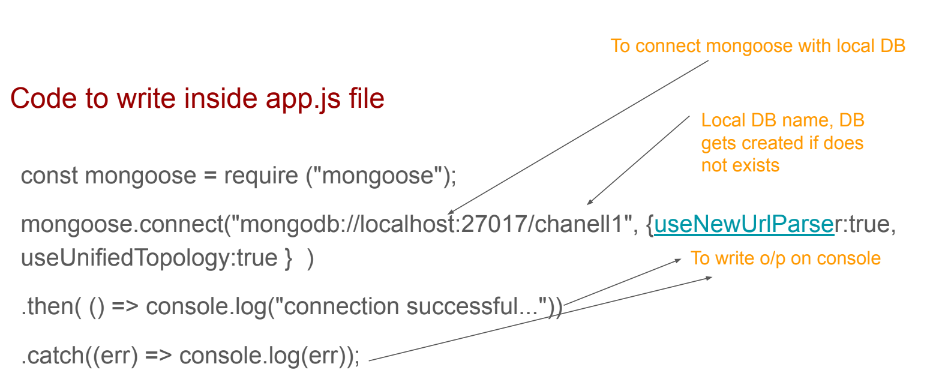 To connect mongoose with local DB
Code to write inside app.js file
Local DB name, DB
gets created if does
not exists
const mongoose = require ("mongoose");
mongoose.connect("mongodb://localhost:27017/chanell1", {useNewUrlParser:true,
useUnifiedTopology:true }  )
To write o/p on console
.then( () => console.log("connection successful..."))
.catch((err) => console.log(err));